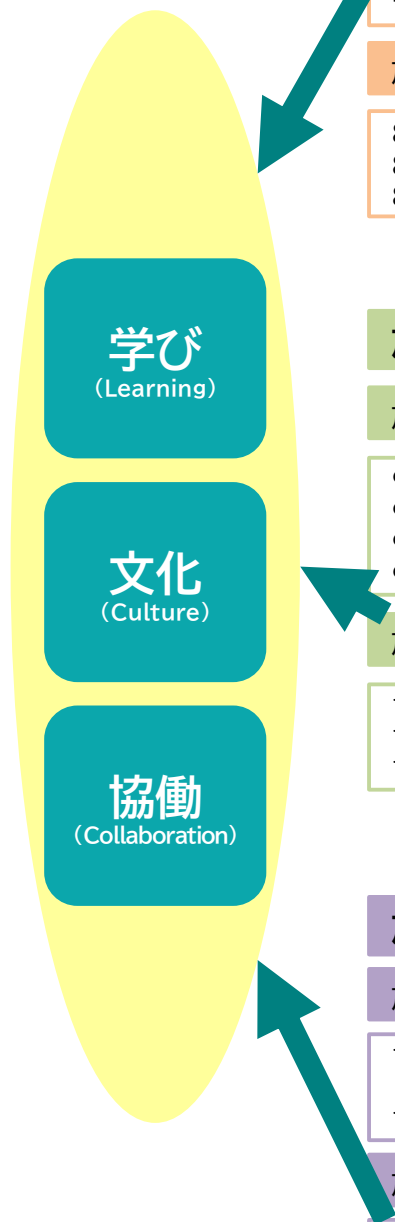 学び
(Learning)
文化
(Culture)
協働
(Collaboration)